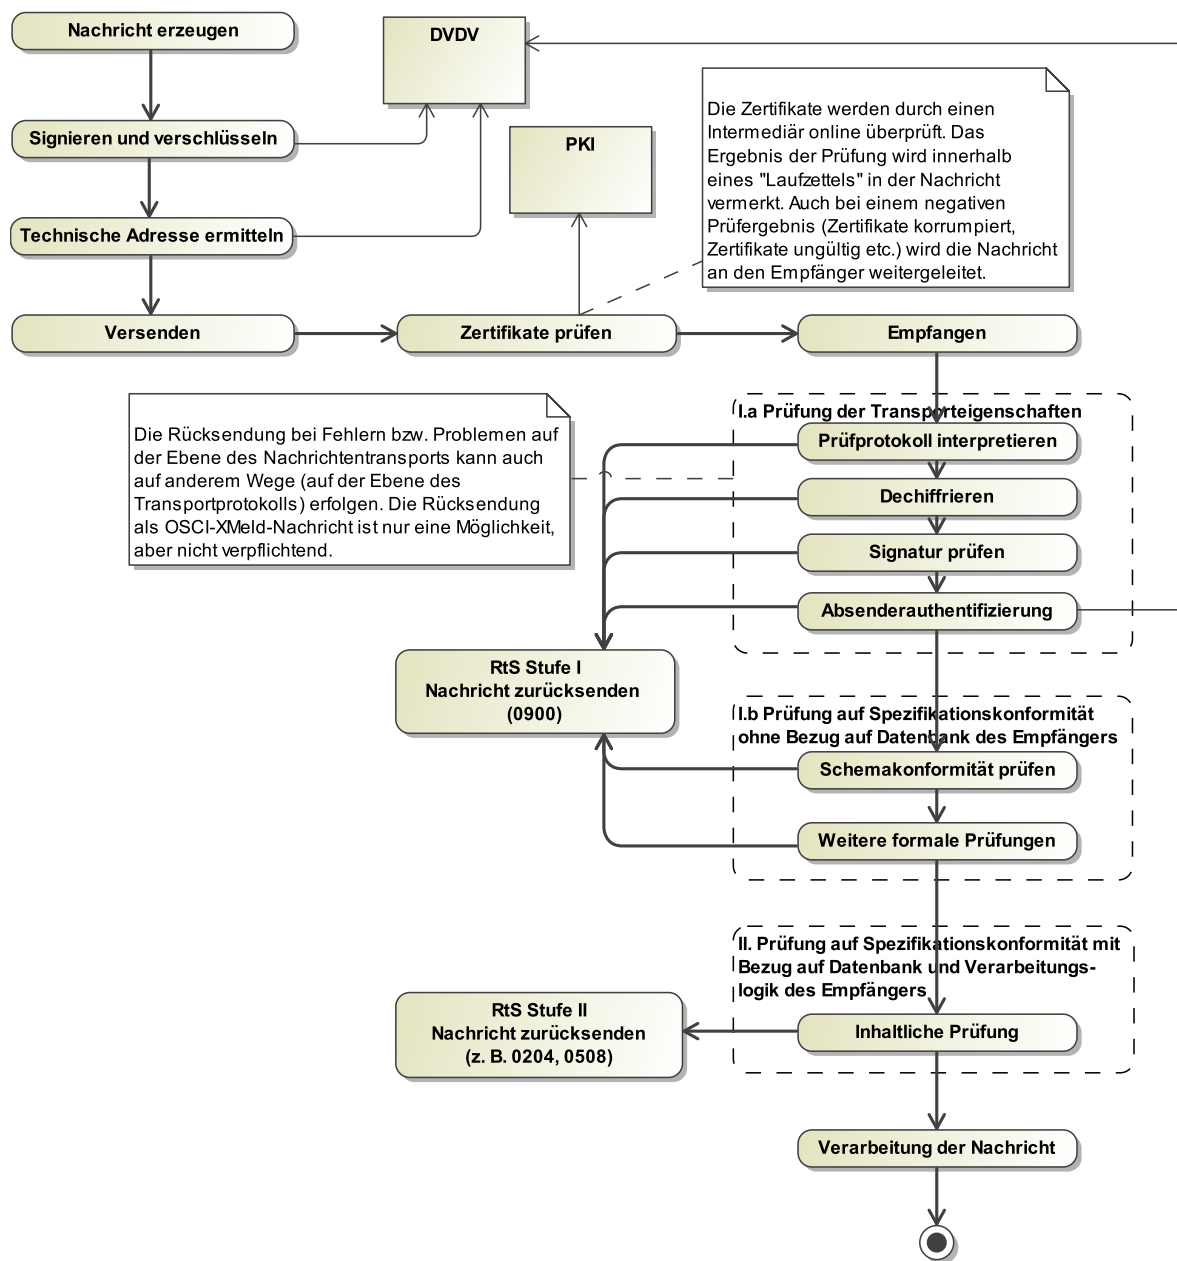 Nachricht erzeugen
DVDV
Signieren und verschlüsseln
PKI
Die Zertifikate werden durch einen
Intermediär online überprüft. Das
Ergebnis der Prüfung wird innerhalb
eines "Laufzettels" in der Nachricht
vermerkt. Auch bei einem negativen
Prüfergebnis (Zertifikate korrumpiert,
Zertifikate ungültig etc.) wird die Nachricht
an den Empfänger weitergeleitet.
Technische Adresse ermitteln
Versenden
Zertifikate prüfen
Empfangen
Die Rücksendung bei Fehlern bzw. Problemen auf
der Ebene des Nachrichtentransports kann auch
auf anderem Wege (auf der Ebene des
Transportprotokolls) erfolgen. Die Rücksendung
als OSCI-XMeld-Nachricht ist nur eine Möglichkeit,
aber nicht verpflichtend.
I.a Prüfung der Transporteigenschaften
Prüfprotokoll interpretieren
Dechiffrieren
Signatur prüfen
Absenderauthentifizierung
RtS Stufe I
Nachricht zurücksenden
(0900)
I.b Prüfung auf Spezifikationskonformität
ohne Bezug auf Datenbank des Empfängers
Schemakonformität prüfen
Weitere formale Prüfungen
II. Prüfung auf Spezifikationskonformität mit
Bezug auf Datenbank und Verarbeitungs-
logik des Empfängers
RtS Stufe II
Nachricht zurücksenden
(z. B. 0204, 0508)
Inhaltliche Prüfung
Verarbeitung der Nachricht